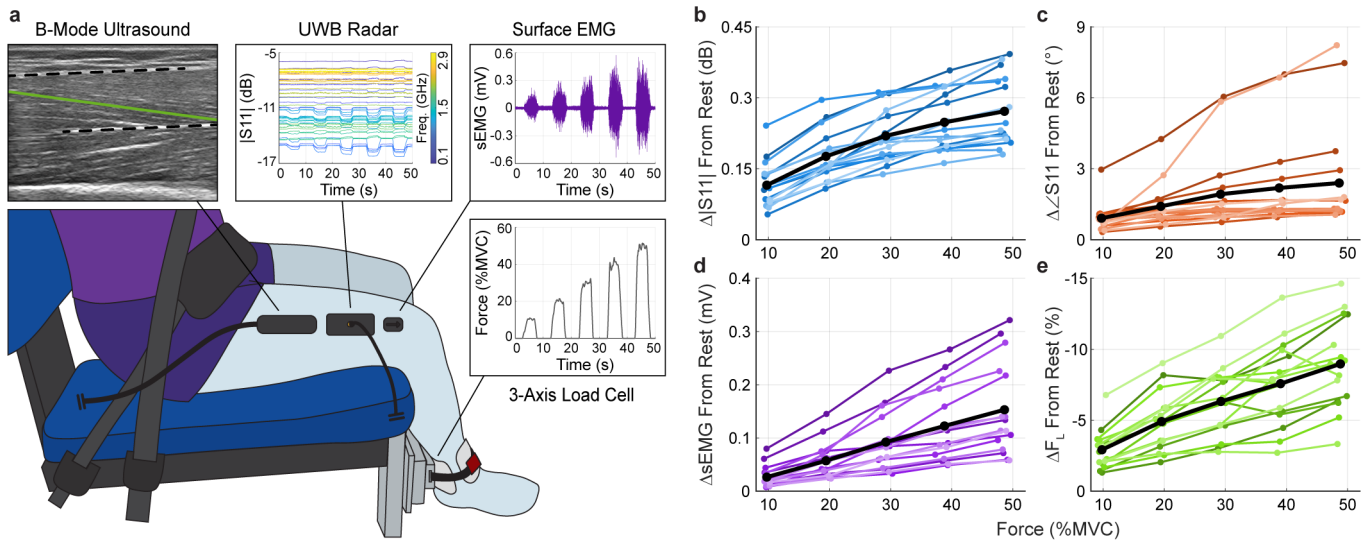 a
B-Mode Ultrasound
UWB Radar
Surface EMG
|S11| (dB)
-5
-11
-17
0 10 20 30 40 50
Time (s)
Freq. (GHz)
2.9
1.5
0.1
sEMG (mV)
0.6
0.3
0
-0.3
-0.6
0 10 20 30 40 50
Time (s)
Force (%MVC)
60
40
20
0
0 10 20 30 40 50
Time (s)
3-Axis Load Cell
b
Δ|S11| From Rest (dB)
0.45
0.3
0.15
0
10 20 30 40 50
c
Δ∠S11 From Rest (°)
9
6
3
0
10 20 30 40 50
d
ΔsEMG From Rest (mV)
0.4
0.3
0.2
0.1
0
10 20 30 40 50
e
ΔF_L From Rest (%)
-15
-10
-5
0
10 20 30 40 50
Force (%MVC)